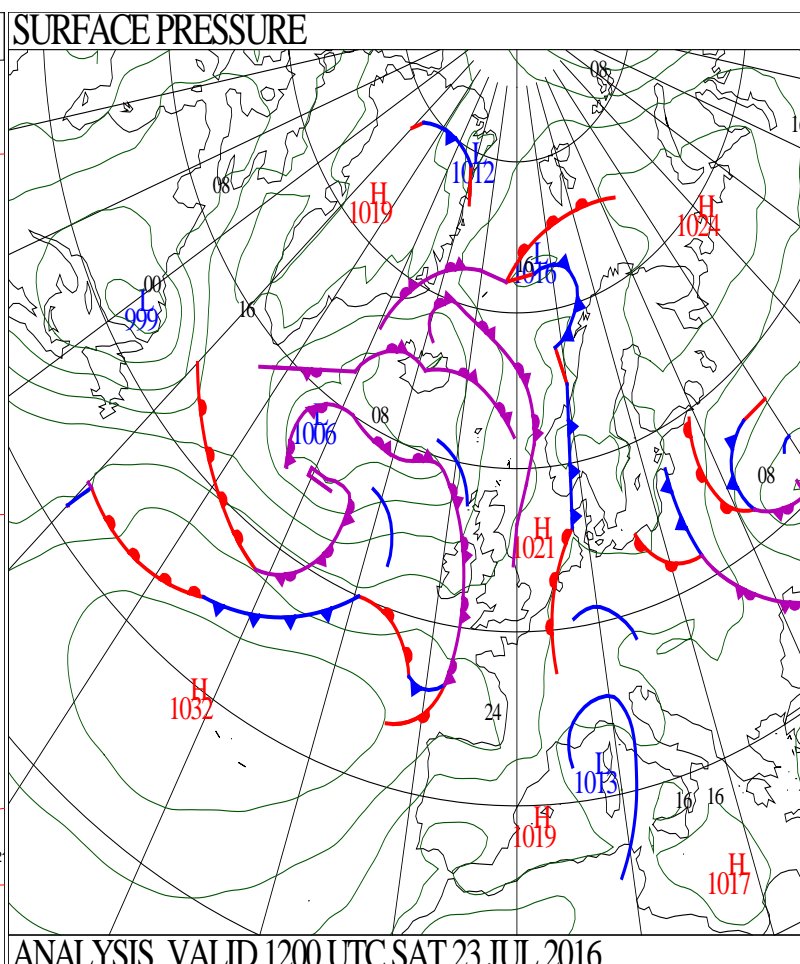 SURFACE PRESSURE
08
L
1012
H
1019
08
H
1024
L
16
1016
00
L
999
16
08
L
1006
08
H
1021
H
1032
24
L
1013
16
16
H
1019
H
1017
ANALYSIS VALID 1200 UTC SAT 23 JUL 2016